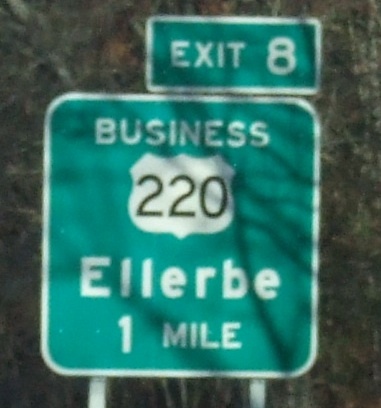 EXIT 8
BUSINESS
220
Ellerbe
1 MILE